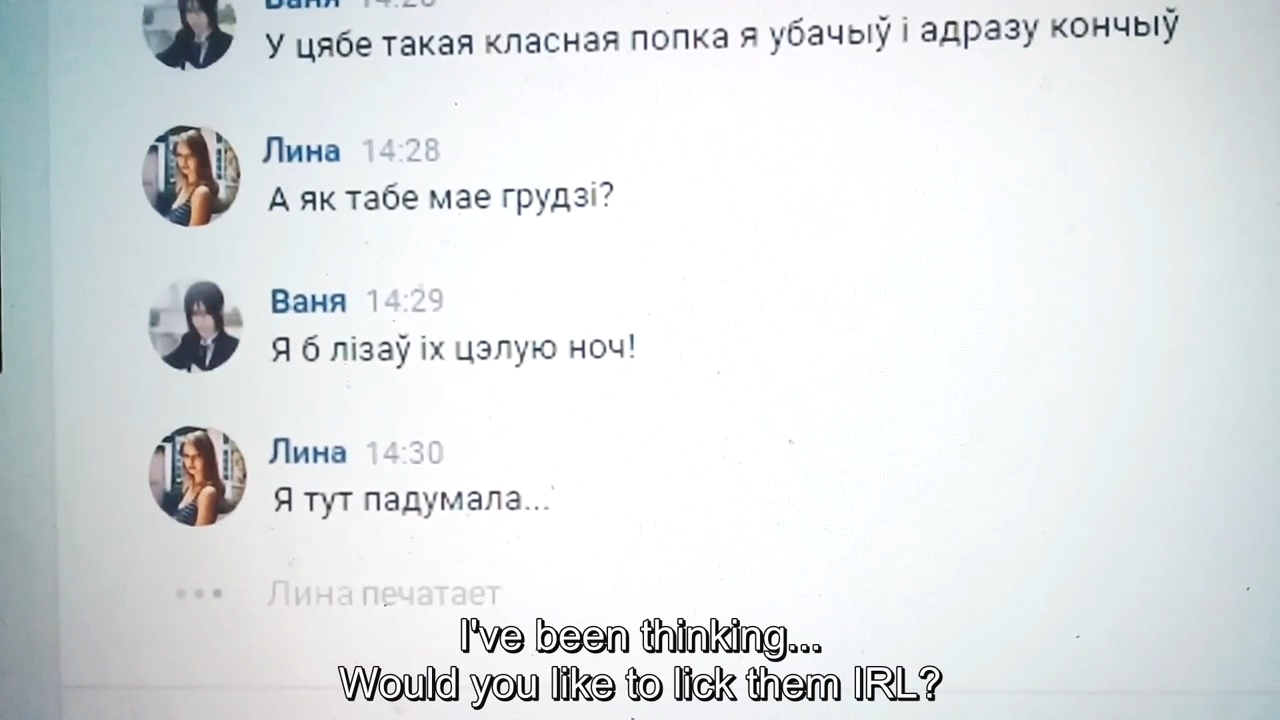 Ваня 14:28
У цябе такая класная попка я убачыў і адразу кончыў
Лина 14:28
А як табе мае грудзі?
Ваня 14:29
Я б лізаў іх цэлую ноч!
Лина 14:30
Я тут падумала...
Лина печатает
I've been thinking...
Would you like to lick them IRL?